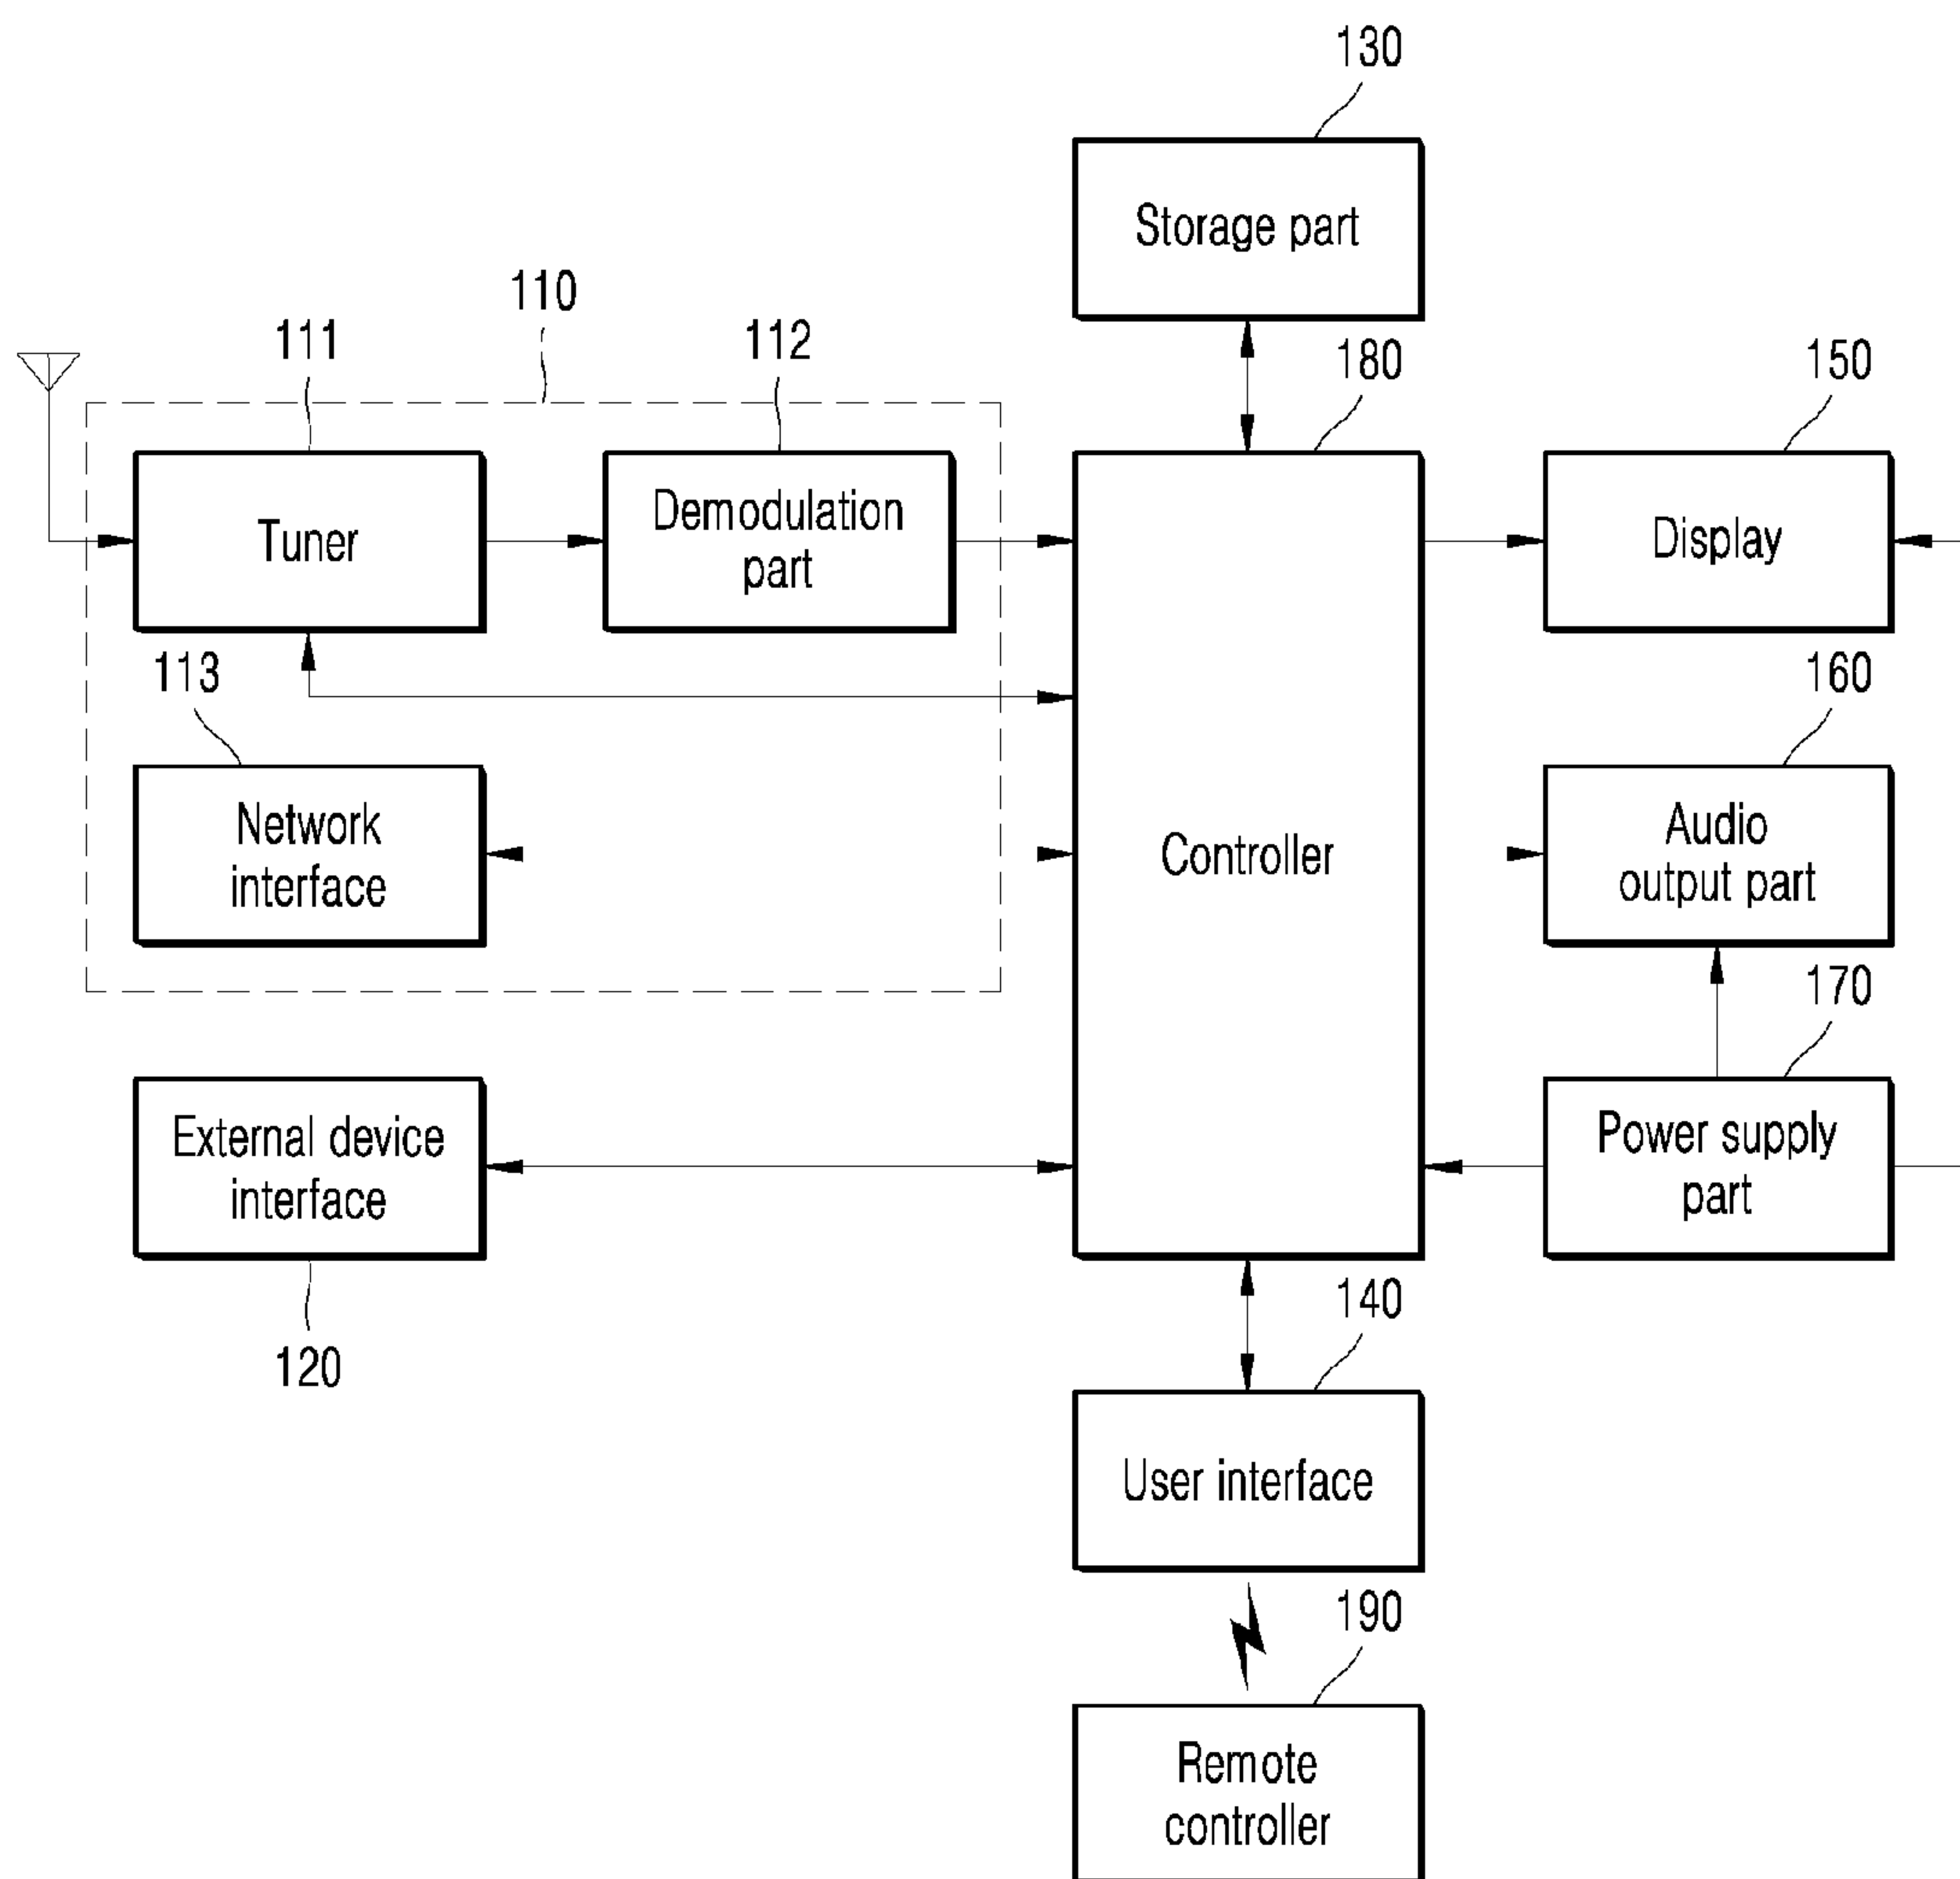 130
Storage part
110
111
112
180
150
Tuner
Demodulation
part
Display
113
160
Network
interface
Controller
Audio
output part
170
External device
interface
Power supply
part
120
140
User interface
190
Remote
controller